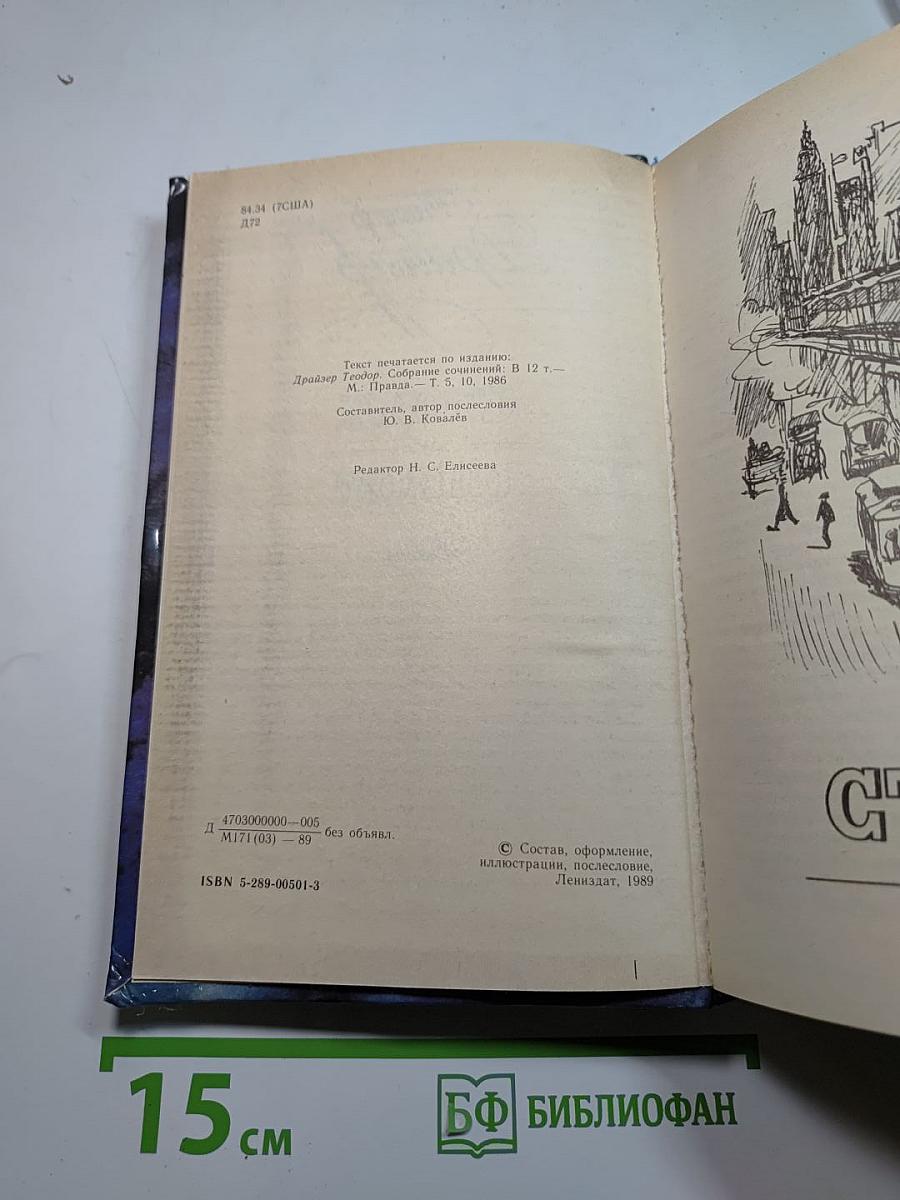 84.34 (7США)
Д72
Текст печатается по изданию:
Драйзер Теодор. Собрание сочинений: В 12 т.—
М.: Правда.— Т. 5, 10, 1986
Составитель, автор послесловия
Ю. В. Ковалёв
Редактор Н. С. Елисеева
Д 4703000000—005 без объявл.
М171(03) — 89
ISBN 5-289-00501-3
© Состав, оформление,
иллюстрации, послесловие,
Лениздат, 1989
15 см
БФ БИБЛИОФАН